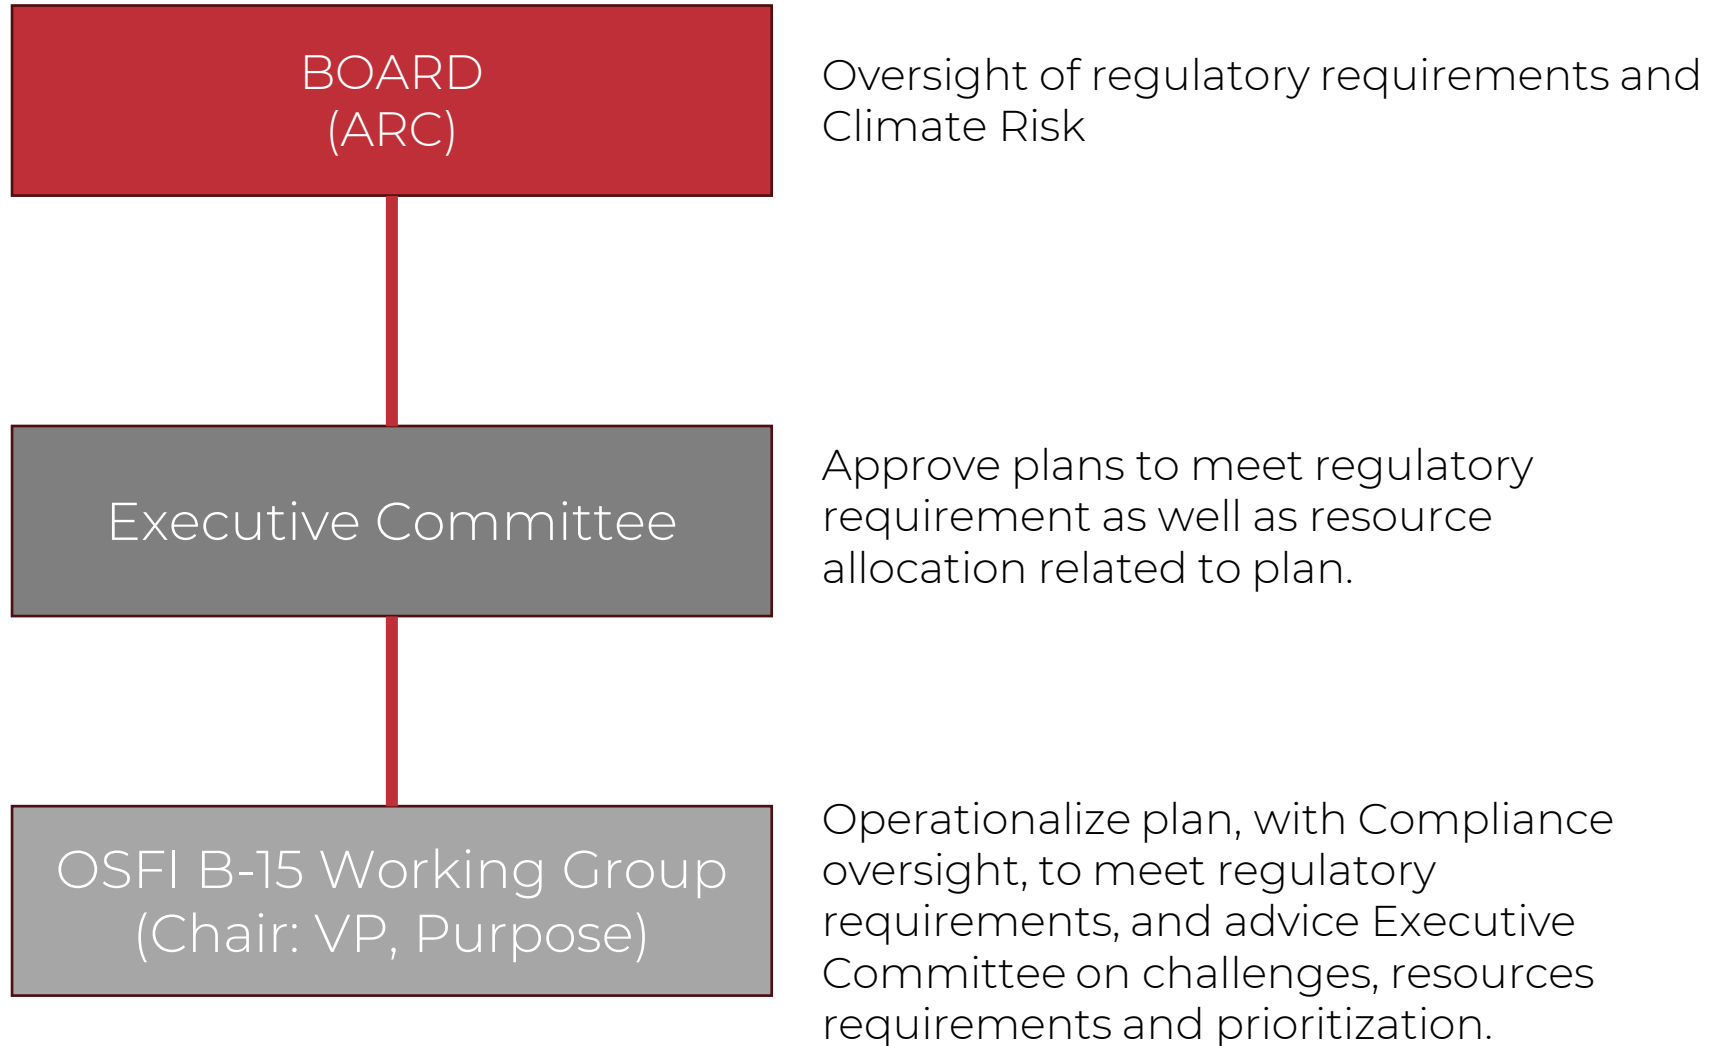 BOARD
(ARC)
Oversight of regulatory requirements and
Climate Risk
Executive Committee
Approve plans to meet regulatory
requirement as well as resource
allocation related to plan.
OSFI B-15 Working Group
(Chair: VP, Purpose)
Operationalize plan, with Compliance
oversight, to meet regulatory
requirements, and advice Executive
Committee on challenges, resources
requirements and prioritization.